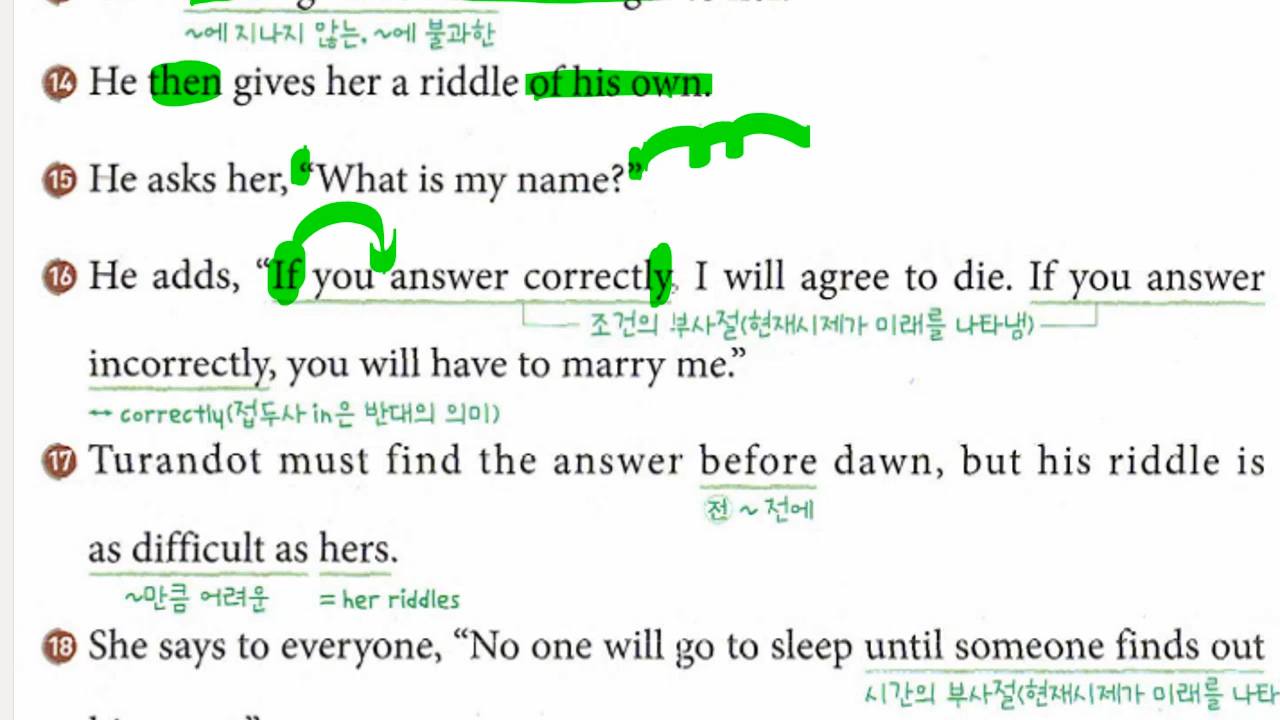 ~에 지나지 않는, ~에 불과한
14 He then gives her a riddle of his own.
15 He asks her, “What is my name?”
16 He adds, “If you answer correctly, I will agree to die. If you answer
조건의 부사절(현재시제가 미래를 나타냄)
incorrectly, you will have to marry me.”
↔ correctly(접두사 in은 반대의 의미)
17 Turandot must find the answer before dawn, but his riddle is
전 ~ 전에
as difficult as hers.
~만큼 어려운 = her riddles
18 She says to everyone, “No one will go to sleep until someone finds out
시간의 부사절(현재시제가 미래를 나타